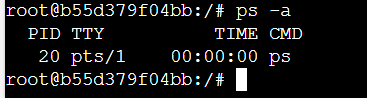 root@b55d379f04bb:/# ps -a
  PID TTY          TIME CMD
   20 pts/1    00:00:00 ps
root@b55d379f04bb:/#